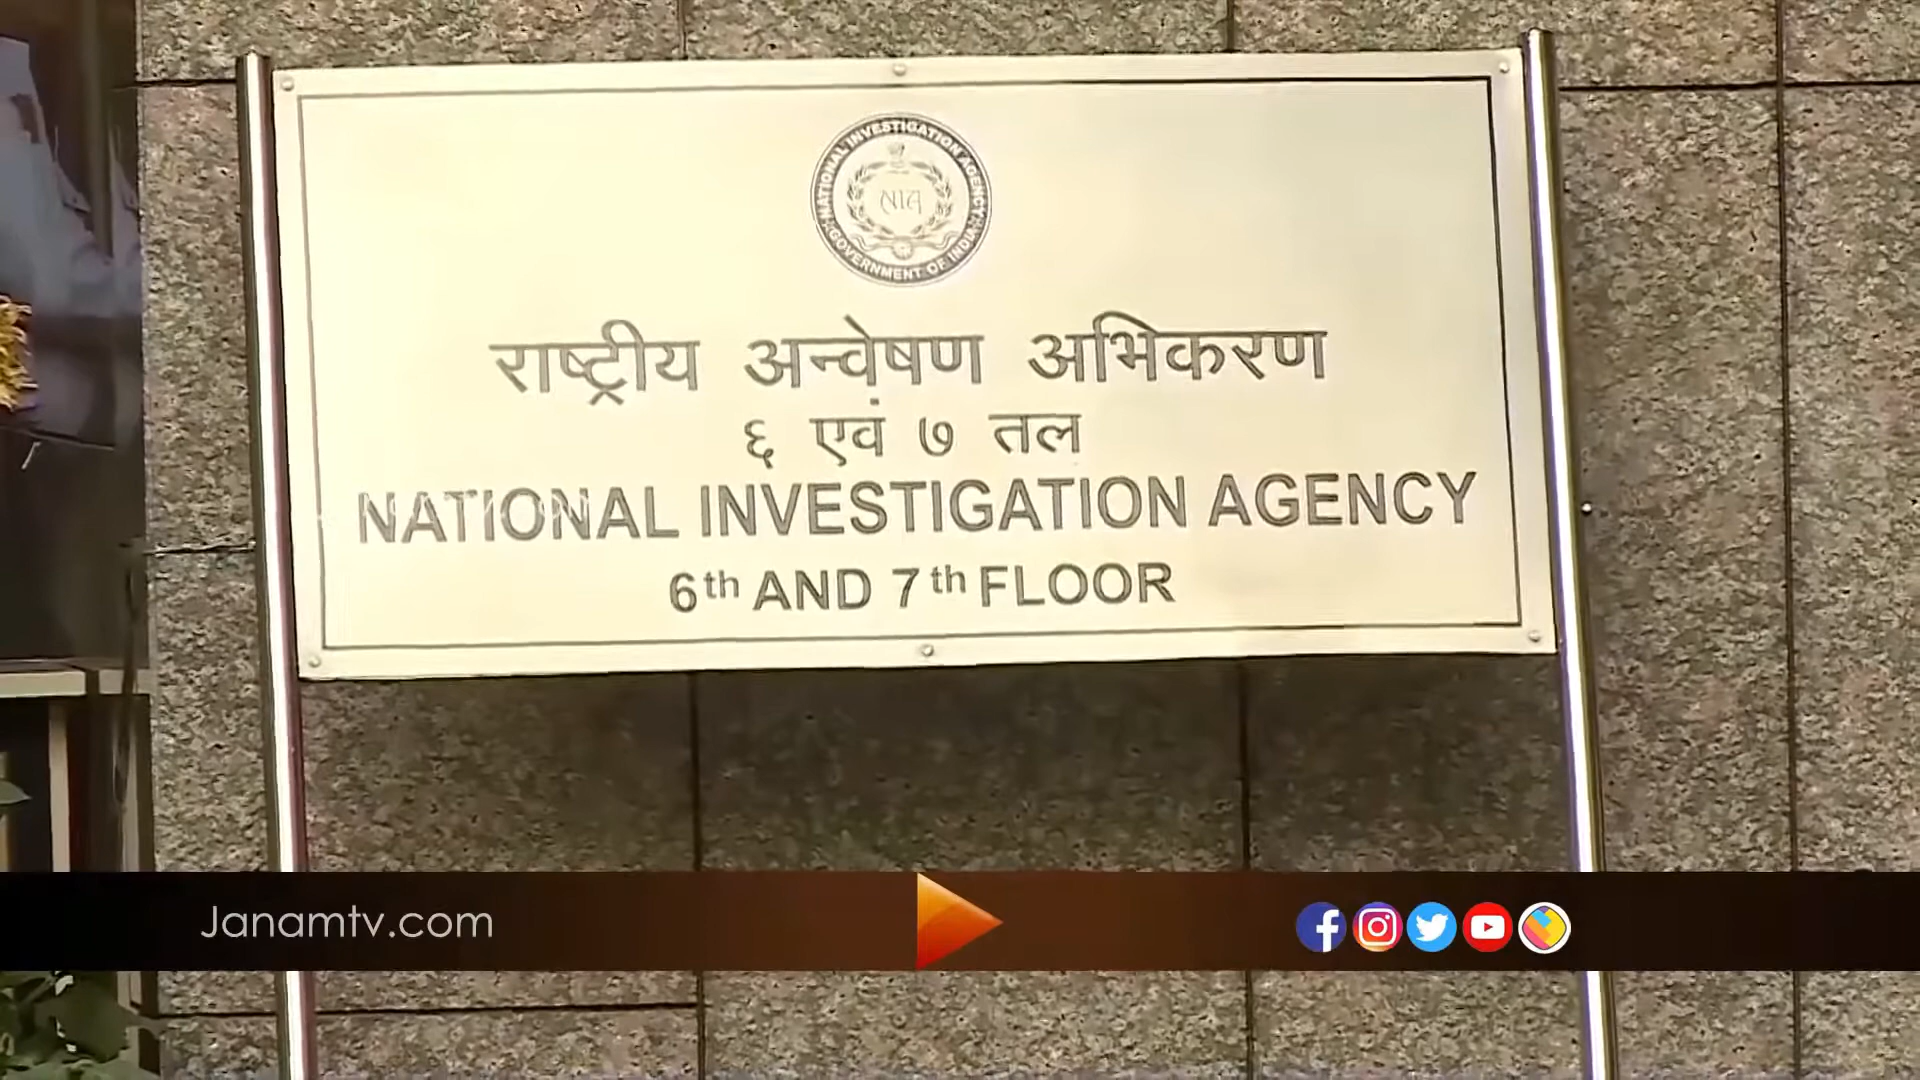 NATIONAL INVESTIGATION AGENCY
GOVERNMENT OF INDIA
NIA
राष्ट्रीय अन्वेषण अभिकरण
६ एवं ७ तल
NATIONAL INVESTIGATION AGENCY
6th AND 7th FLOOR
Janamtv.com